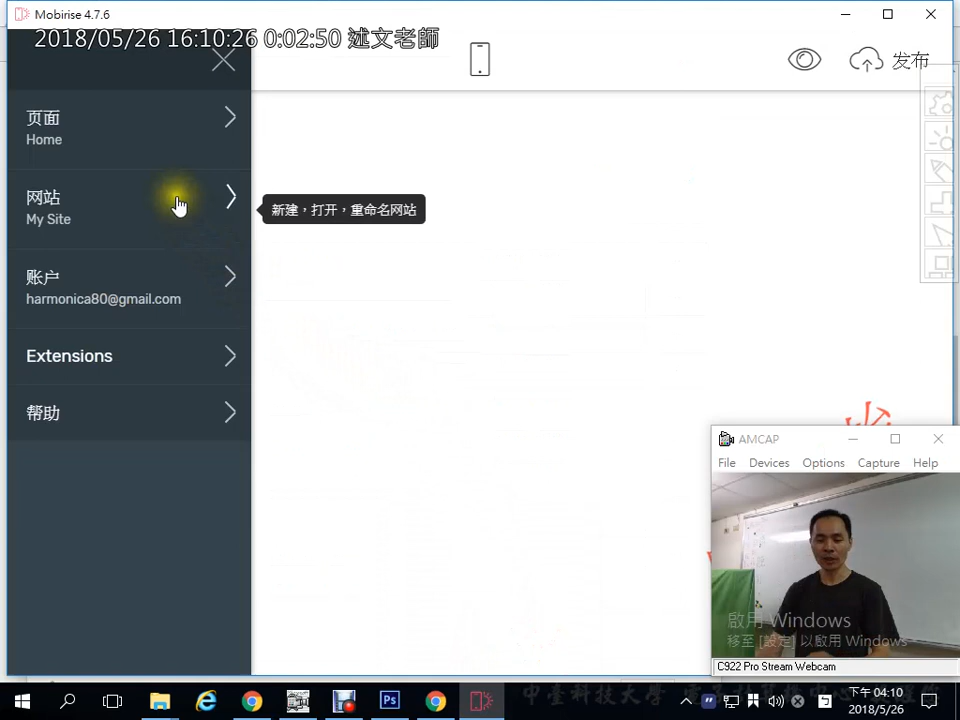 Mobirise 4.7.6
2018/05/26 16:10:26 0:02:50 述文老師
发布
页面
Home
网站
My Site
新建，打开，重命名网站
账户
harmonica80@gmail.com
Extensions
帮助
AMCAP
File Devices Options Capture Help
啟用 Windows
移至 [設定] 以啟用 Windows
C922 Pro Stream Webcam
中臺科技大學
下午 04:10
2018/5/26